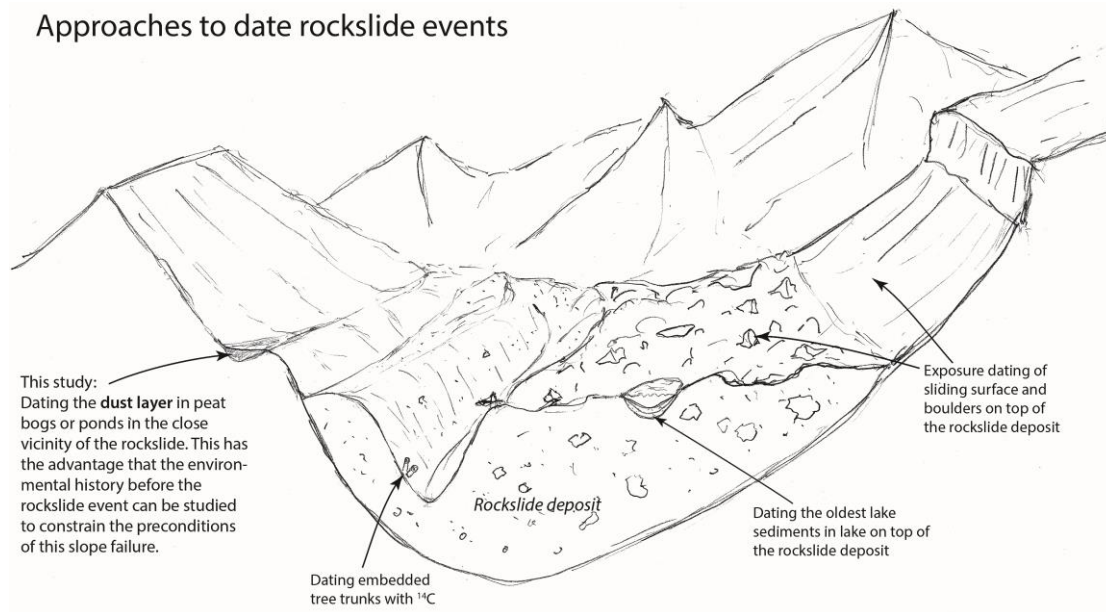 Approaches to date rockslide events
This study:
Dating the dust layer in peat
bogs or ponds in the close
vicinity of the rockslide. This has
the advantage that the environ-
mental history before the
rockslide event can be studied
to constrain the preconditions
of this slope failure.
Dating embedded
tree trunks with ¹⁴C
Rockslide deposit
Dating the oldest lake
sediments in lake on top of
the rockslide deposit
Exposure dating of
sliding surface and
boulders on top of
the rockslide deposit